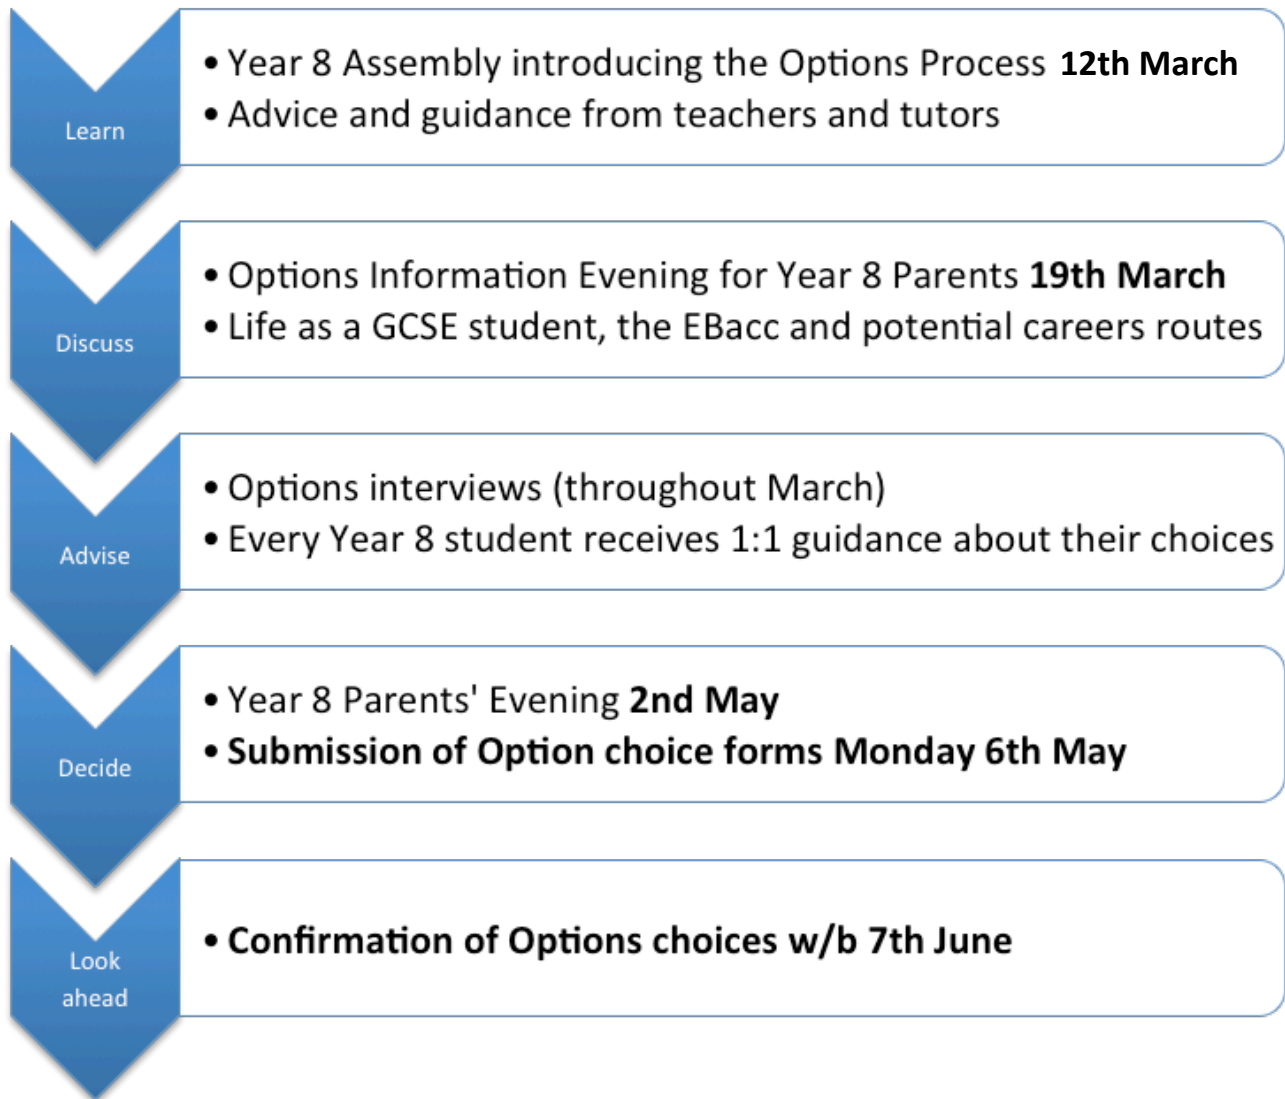 Learn
• Year 8 Assembly introducing the Options Process 12th March
• Advice and guidance from teachers and tutors
Discuss
• Options Information Evening for Year 8 Parents 19th March
• Life as a GCSE student, the EBacc and potential careers routes
Advise
• Options interviews (throughout March)
• Every Year 8 student receives 1:1 guidance about their choices
Decide
• Year 8 Parents' Evening 2nd May
• Submission of Option choice forms Monday 6th May
Look
ahead
• Confirmation of Options choices w/b 7th June